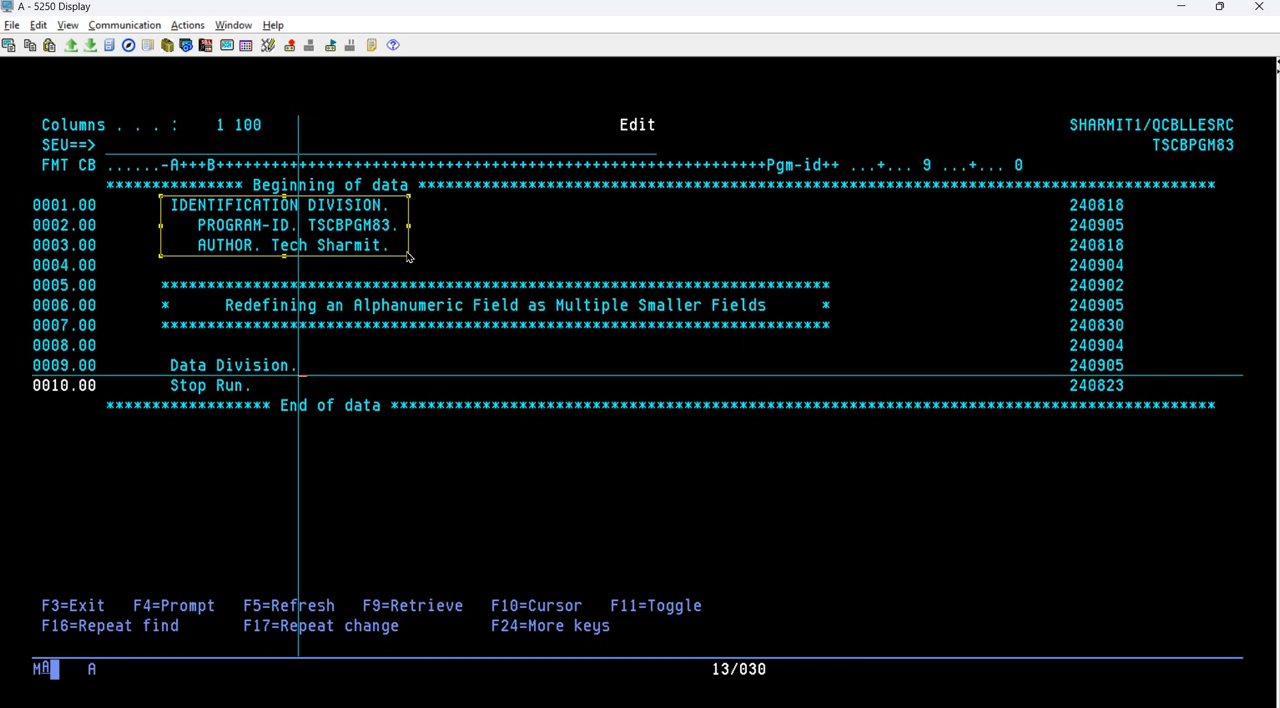 A - 5250 Display
File Edit View Communication Actions Window Help
Columns . . . : 1 100 Edit SHARMIT1/QCBLLESRC
SEU==> TSCBPGM83
FMT CB ......-A+++B++++++++++++++++++++++++++++++++++++++++++++++++++++++++++++Pgm-id++ ...+... 9 ...+... 0
*************** Beginning of data ***************************************************************************************
0001.00 IDENTIFICATION DIVISION. 240818
0002.00 PROGRAM-ID. TSCBPGM83. 240905
0003.00 AUTHOR. Tech Sharmit. 240818
0004.00 240904
0005.00 ************************************************************************* 240902
0006.00 * Redefining an Alphanumeric Field as Multiple Smaller Fields * 240905
0007.00 ************************************************************************* 240830
0008.00 240904
0009.00 Data Division. 240905
0010.00 Stop Run. 240823
****************** End of data ******************************************************************************************
F3=Exit F4=Prompt F5=Refresh F9=Retrieve F10=Cursor F11=Toggle
F16=Repeat find F17=Repeat change F24=More keys
MA A 13/030